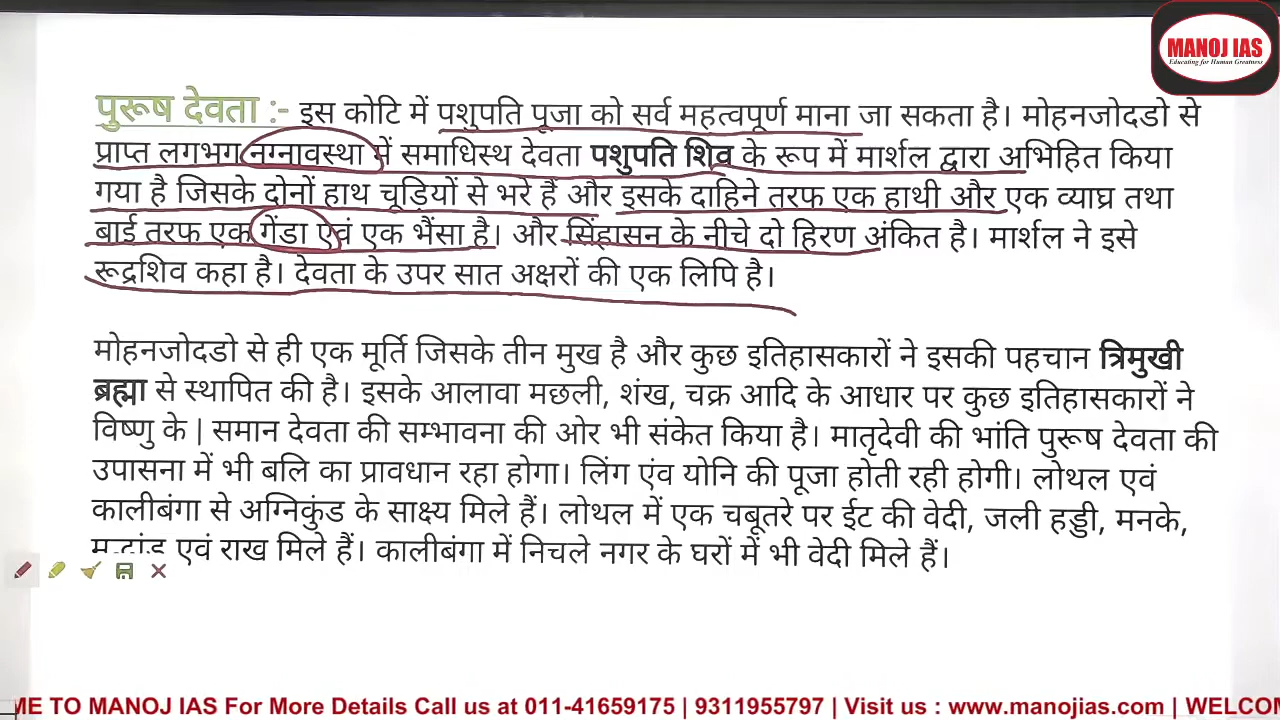 MANOJ IAS
Educating for Human Greatness
पुरूष देवता :- इस कोटि में पशुपति पूजा को सर्व महत्वपूर्ण माना जा सकता है। मोहनजोदडो से
प्राप्त लगभग नग्नावस्था में समाधिस्थ देवता पशुपति शिव के रूप में मार्शल द्वारा अभिहित किया
गया है जिसके दोनों हाथ चूड़ियों से भरे हैं और इसके दाहिने तरफ एक हाथी और एक व्याघ्र तथा
बाई तरफ एक गेंडा एवं एक भैंसा है। और सिंहासन के नीचे दो हिरण अंकित है। मार्शल ने इसे
रूद्रशिव कहा है। देवता के उपर सात अक्षरों की एक लिपि है।
मोहनजोदडो से ही एक मूर्ति जिसके तीन मुख है और कुछ इतिहासकारों ने इसकी पहचान त्रिमुखी
ब्रह्मा से स्थापित की है। इसके आलावा मछली, शंख, चक्र आदि के आधार पर कुछ इतिहासकारों ने
विष्णु के | समान देवता की सम्भावना की ओर भी संकेत किया है। मातृदेवी की भांति पुरूष देवता की
उपासना में भी बलि का प्रावधान रहा होगा। लिंग एंव योनि की पूजा होती रही होगी। लोथल एवं
कालीबंगा से अग्निकुंड के साक्ष्य मिले हैं। लोथल में एक चबूतरे पर ईट की वेदी, जली हड्डी, मनके,
एवं राख मिले हैं। कालीबंगा में निचले नगर के घरों में भी वेदी मिले हैं।
ME TO MANOJ IAS For More Details Call us at 011-41659175 | 9311955797 | Visit us : www.manojias.com | WELCO